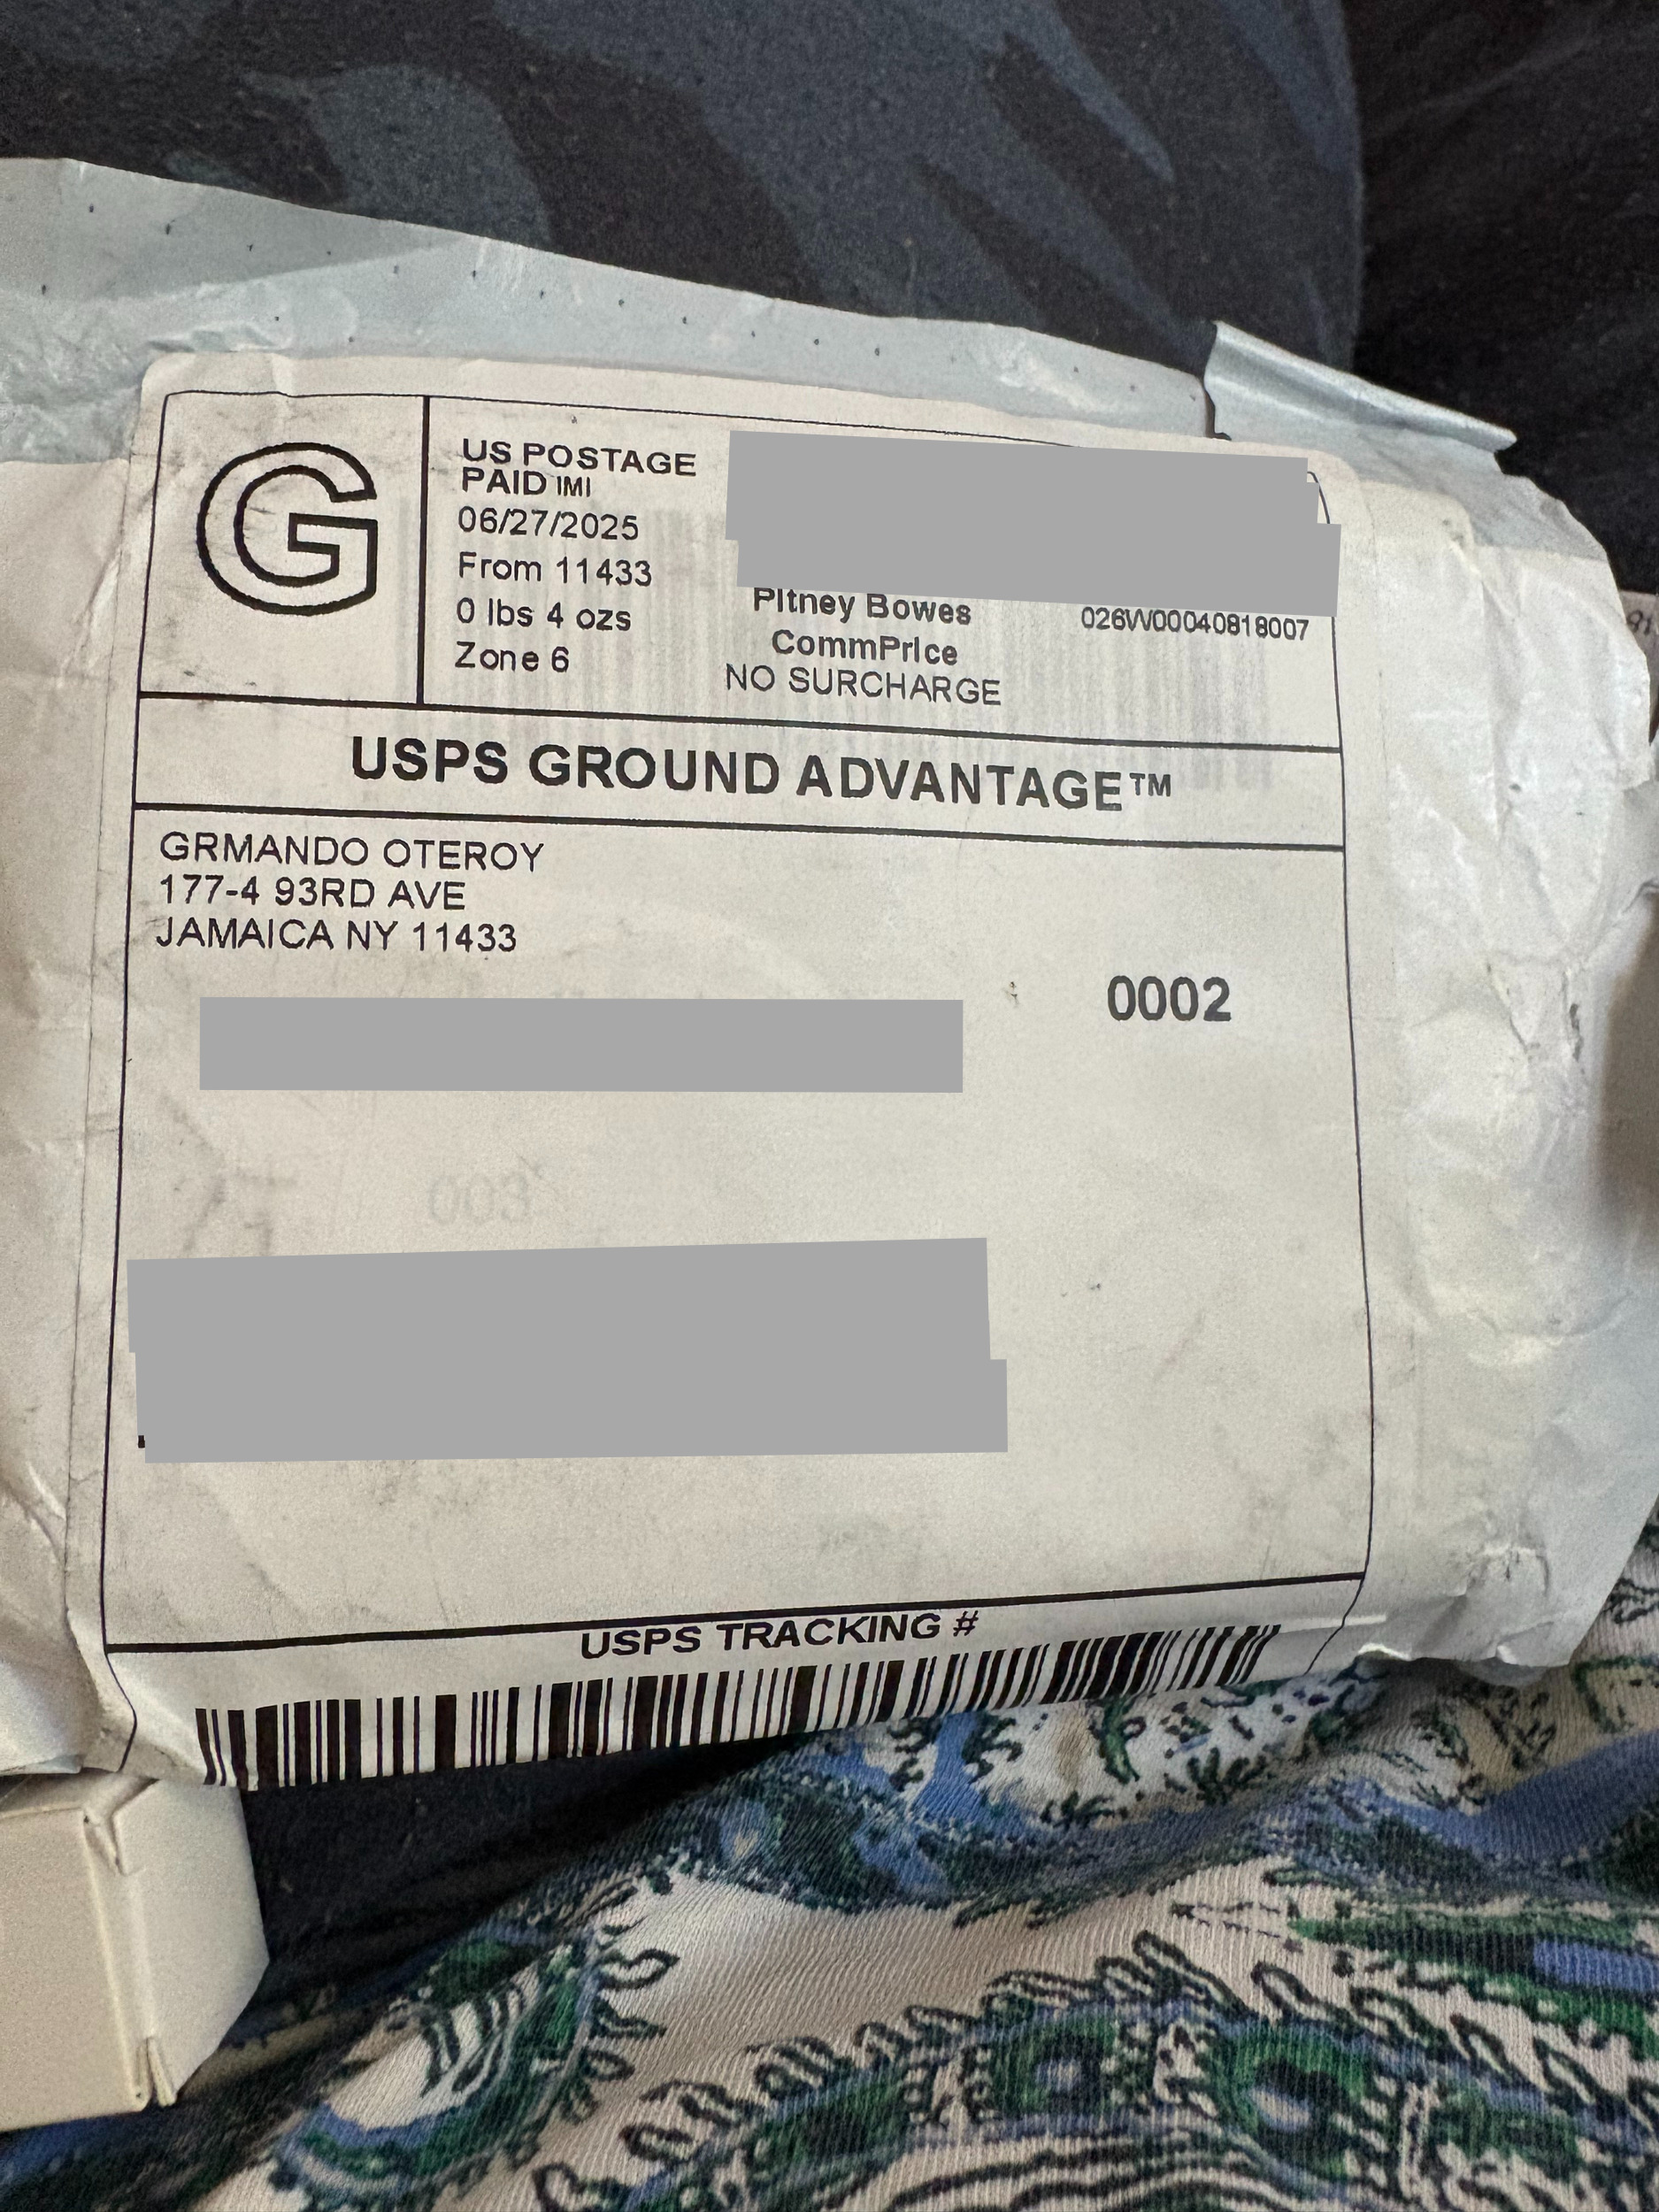 G
US POSTAGE
PAID IMI
06/27/2025
From 11433
0 lbs 4 ozs
Zone 6
Pitney Bowes
CommPrice
NO SURCHARGE
026W00040818007
USPS GROUND ADVANTAGE™
GRMANDO OTEROY
177-4 93RD AVE
JAMAICA NY 11433
0002
003
USPS TRACKING #